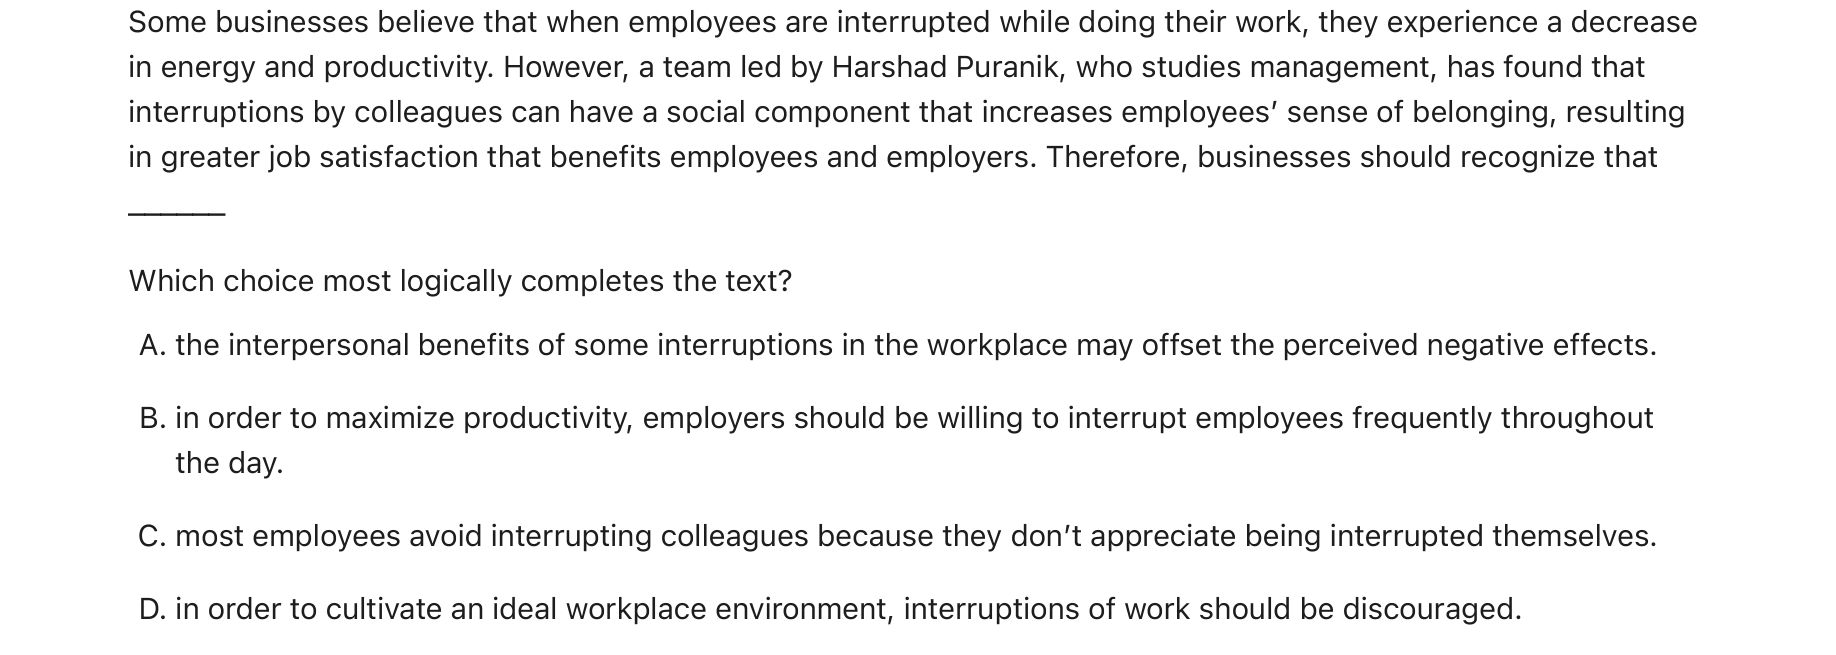 Some businesses believe that when employees are interrupted while doing their work, they experience a decrease
in energy and productivity. However, a team led by Harshad Puranik, who studies management, has found that
interruptions by colleagues can have a social component that increases employees’ sense of belonging, resulting
in greater job satisfaction that benefits employees and employers. Therefore, businesses should recognize that
______
Which choice most logically completes the text?
A. the interpersonal benefits of some interruptions in the workplace may offset the perceived negative effects.
B. in order to maximize productivity, employers should be willing to interrupt employees frequently throughout
the day.
C. most employees avoid interrupting colleagues because they don’t appreciate being interrupted themselves.
D. in order to cultivate an ideal workplace environment, interruptions of work should be discouraged.